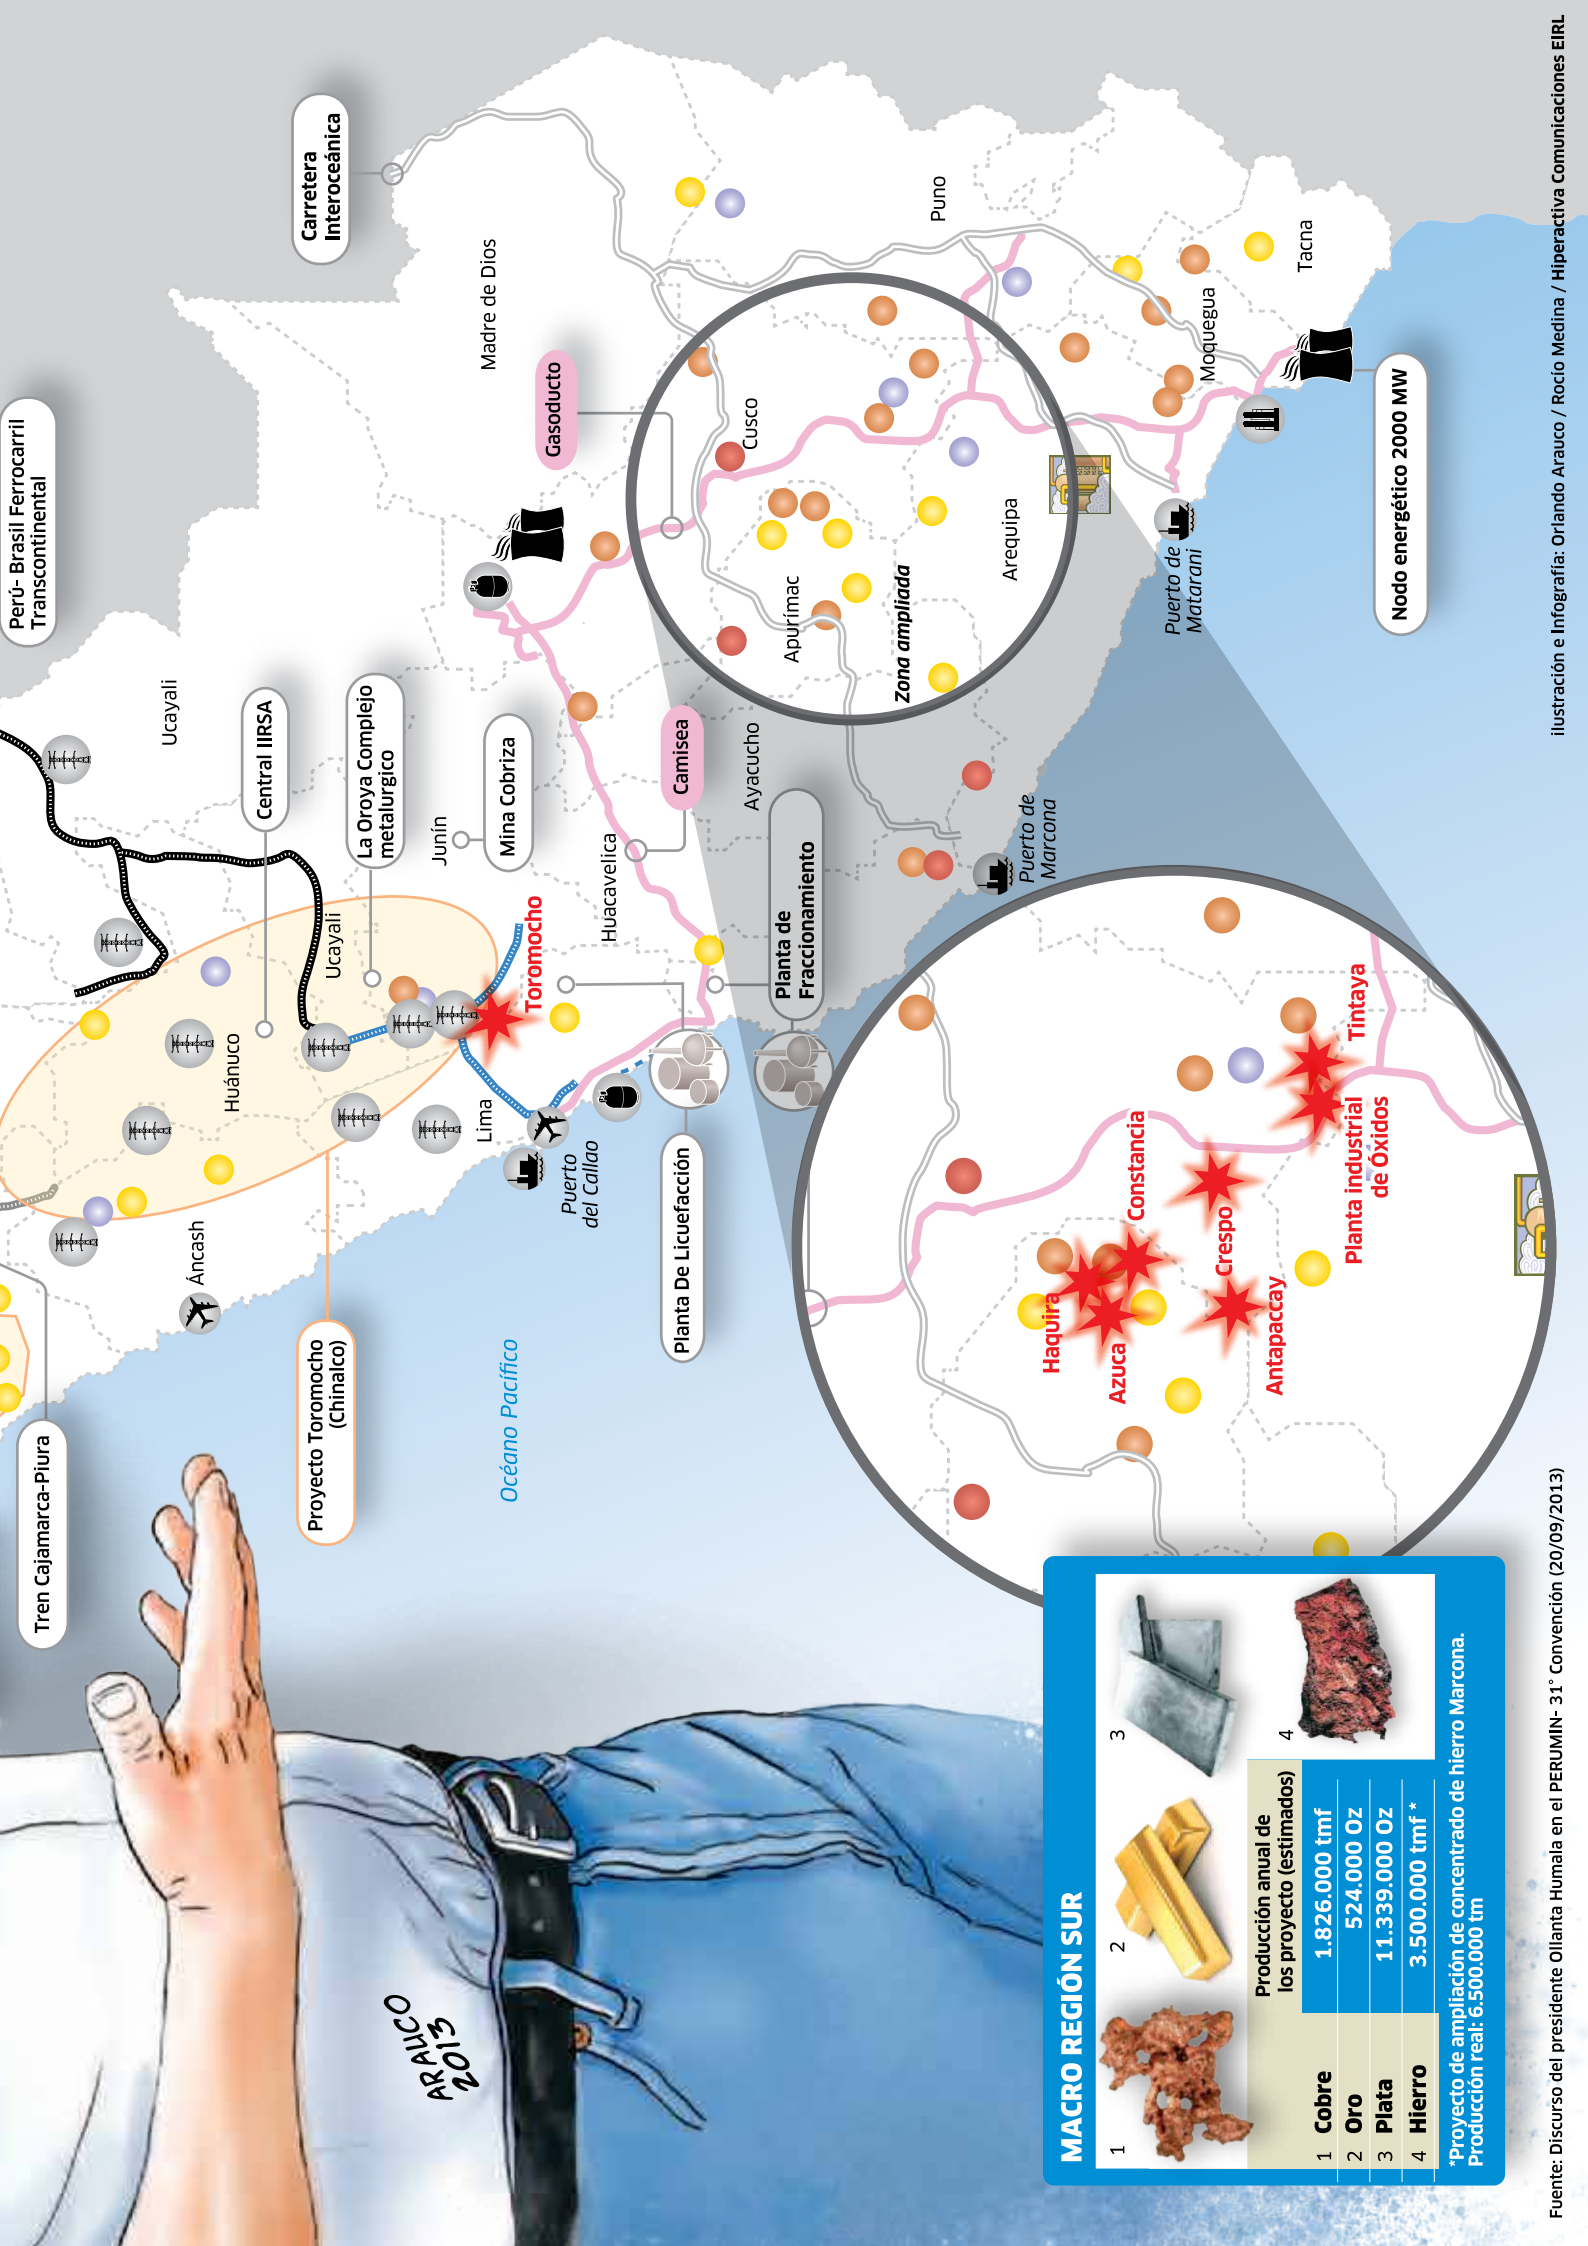 Perú- Brasil Ferrocarril
Transcontinental
Carretera
Interoceánica
Ucayali
Central IIRSA
La Oroya Complejo
metalurgico
Junín
Mina Cobriza
Madre de Dios
Gasoducto
Puno
Tacna
Moquegua
Cusco
Apurímac
Zona ampliada
Arequipa
Puerto de
Matarani
Nodo energético 2000 MW
Camisea
Ayacucho
Huacavelica
Planta de
Fraccionamiento
Puerto de
Marcona
Ucayali
Toromocho
Huánuco
Lima
Puerto
del Callao
Planta De Licuefacción
Áncash
Tren Cajamarca-Piura
Proyecto Toromocho
(Chinalco)
Océano Pacífico
Tintaya
Planta industrial
de Óxidos
Constancia
Crespo
Haquira
Azuca
Antapaccay
ARAUCO
2013
MACRO REGIÓN SUR
1
2
3
4
Producción anual de
los proyecto (estimados)
1 Cobre 1.826.000 tmf
2 Oro 524.000 Oz
3 Plata 11.339.000 Oz
4 Hierro 3.500.000 tmf *
*Proyecto de ampliación de concentrado de hierro Marcona.
Producción real: 6.500.000 tm
Fuente: Discurso del presidente Ollanta Humala en el PERUMIN- 31° Convención (20/09/2013)
ilustración e Infografía: Orlando Arauco / Rocío Medina / Hiperactiva Comunicaciones EIRL